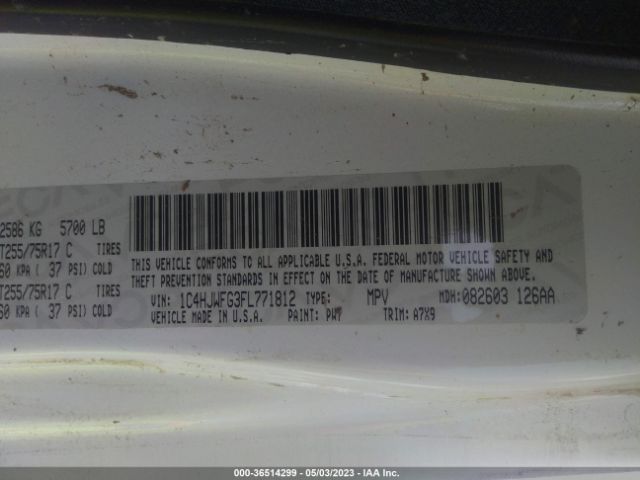 2586 KG 5700 LB
T255/75R17 C TIRES
60 KPA ( 37 PSI) COLD
T255/75R17 C TIRES
60 KPA ( 37 PSI) COLD
THIS VEHICLE CONFORMS TO ALL APPLICABLE U.S.A. FEDERAL MOTOR VEHICLE SAFETY AND
THEFT PREVENTION STANDARDS IN EFFECT ON THE DATE OF MANUFACTURE SHOWN ABOVE.
VIN: 1C4HJWFG3FL771812 TYPE: MPV MDH: 082603 126AA
VEHICLE MADE IN U.S.A. PAINT: PW7 TRIM: A7X9
000-36514299 - 05/03/2023 - IAA Inc.